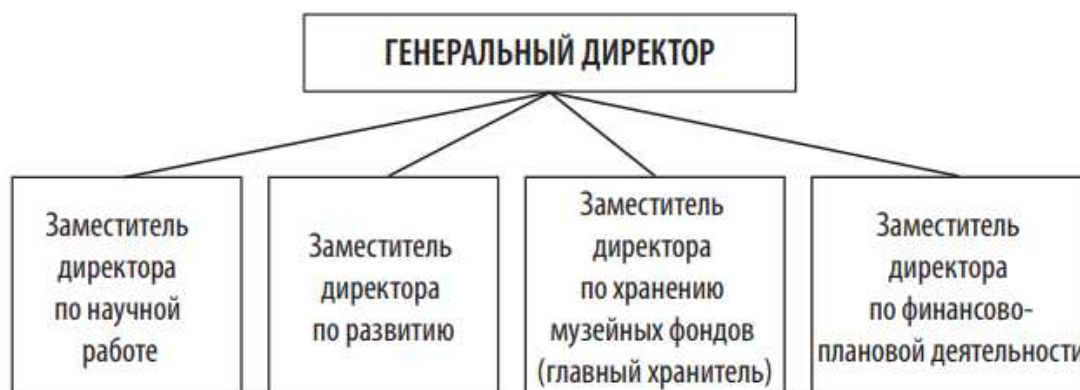 ГЕНЕРАЛЬНЫЙ ДИРЕКТОР
Заместитель
директора
по научной
работе
Заместитель
директора
по развитию
Заместитель
директора
по хранению
музейных фондов
(главный хранитель)
Заместитель
директора
по финансово-
плановой деятельности